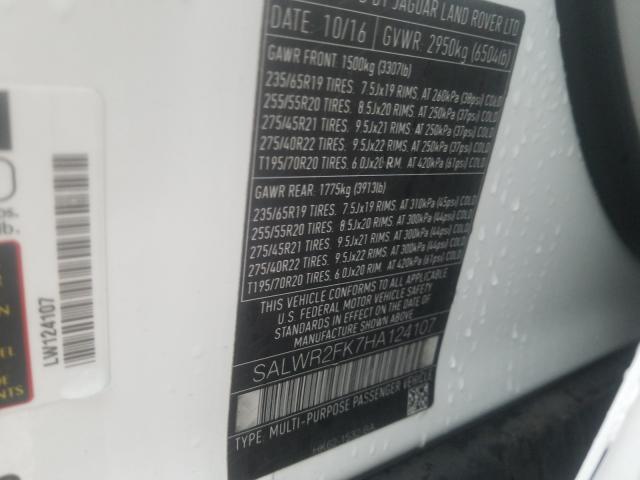 BY JAGUAR LAND ROVER LTD
DATE: 10/16 GVWR: 2950kg (6504lb)
GAWR FRONT: 1500kg (3307lb)
235/65R19 TIRES. 7.5Jx19 RIMS. AT 260kPa (38psi) COLD
255/55R20 TIRES. 8.5Jx20 RIMS. AT 250kPa (37psi) COLD
275/45R21 TIRES. 9.5Jx21 RIMS. AT 250kPa (37psi) COLD
275/40R22 TIRES. 9.5Jx22 RIMS. AT 250kPa (37psi) COLD
T195/70R20 TIRES. 6.0Jx20 RIM. AT 420kPa (61psi) COLD
GAWR REAR: 1775kg (3913lb)
235/65R19 TIRES. 7.5Jx19 RIMS. AT 310kPa (45psi) COLD
255/55R20 TIRES. 8.5Jx20 RIMS. AT 300kPa (44psi) COLD
275/45R21 TIRES. 9.5Jx21 RIMS. AT 300kPa (44psi) COLD
275/40R22 TIRES. 9.5Jx22 RIMS. AT 300kPa (44psi) COLD
T195/70R20 TIRES. 6.0Jx20 RIM. AT 420kPa (61psi) COLD
THIS VEHICLE CONFORMS TO ALL APPLICABLE
U.S. FEDERAL MOTOR VEHICLE SAFETY
STANDARDS IN EFFECT ON THE DATE OF
MANUFACTURE SHOWN ABOVE
SALWR2FK7HA124107
TYPE: MULTI-PURPOSE PASSENGER VEHICLE
LW124107